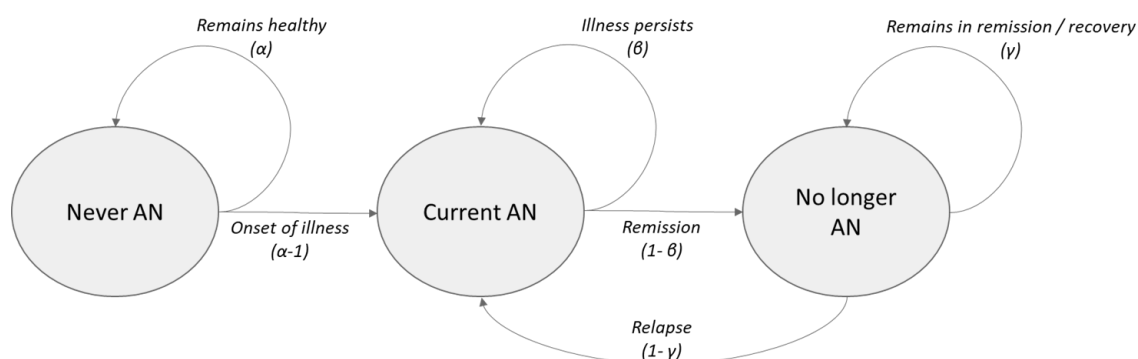 Remains healthy
(α)
Illness persists
(β)
Remains in remission / recovery
(γ)
Never AN
Onset of illness
(α-1)
Current AN
Remission
(1- β)
No longer
AN
Relapse
(1- γ)